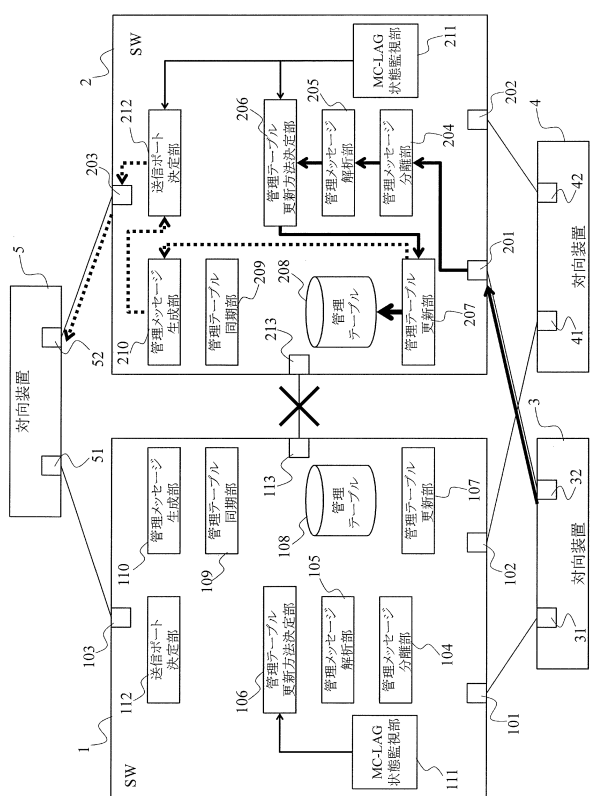 5
対向装置
51
52
1
SW
103
112
送信ポート
決定部
110
管理メッセージ
生成部
109
管理テーブル
同期部
106
管理テーブル
更新方法決定部
105
管理メッセージ
解析部
104
管理メッセージ
分離部
108
管理
テーブル
107
管理テーブル
更新部
111
MC-LAG
状態監視部
101
102
113
2
SW
203
212
送信ポート
決定部
210
管理メッセージ
生成部
209
管理テーブル
同期部
206
管理テーブル
更新方法決定部
205
管理メッセージ
解析部
204
管理メッセージ
分離部
208
管理
テーブル
207
管理テーブル
更新部
211
MC-LAG
状態監視部
201
202
213
3
対向装置
31
32
4
対向装置
41
42